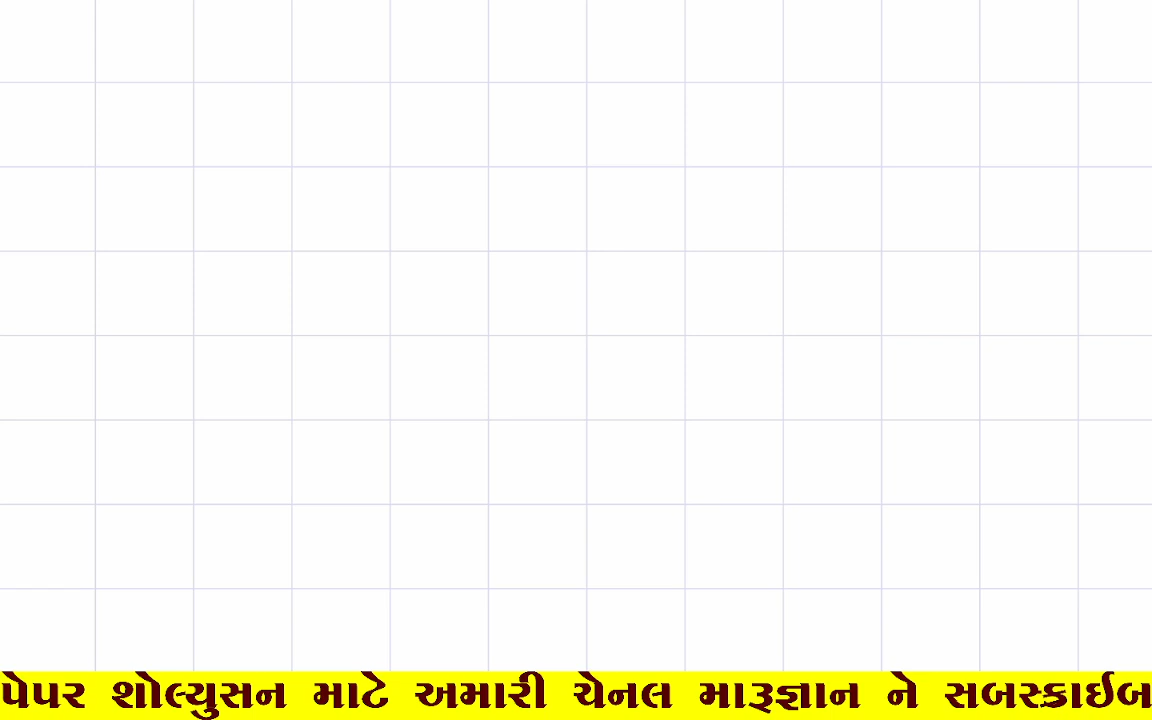 પેપર શોલ્યુસન માટે અમારી ચેનલ મારૂજ્ઞાન ને સબસ્ક્રાઈબ